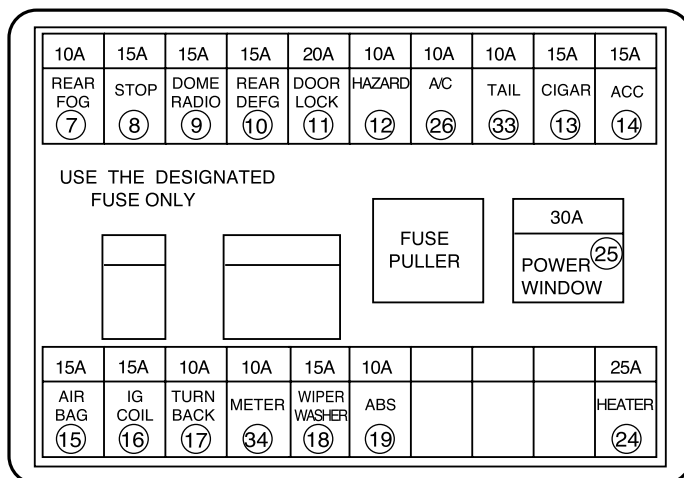 10A 15A 15A 15A 20A 10A 10A 10A 15A 15A
REAR FOG 7
STOP 8
DOME RADIO 9
REAR DEFG 10
DOOR LOCK 11
HAZARD 12
A/C 26
TAIL 33
CIGAR 13
ACC 14
USE THE DESIGNATED
FUSE ONLY
FUSE
PULLER
30A
POWER 25
WINDOW
15A 15A 10A 10A 15A 10A 25A
AIR BAG 15
IG COIL 16
TURN BACK 17
METER 34
WIPER WASHER 18
ABS 19
HEATER 24